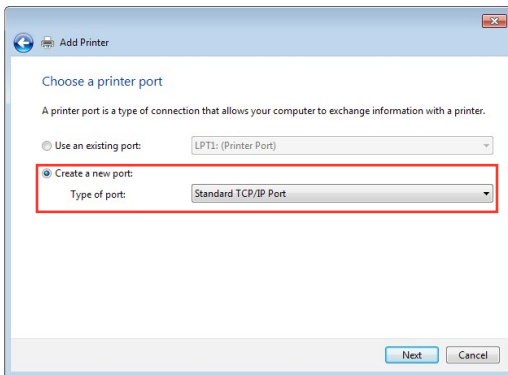 Add Printer
Choose a printer port
A printer port is a type of connection that allows your computer to exchange information with a printer.
Use an existing port: LPT1: (Printer Port)
Create a new port:
Type of port: Standard TCP/IP Port
Next Cancel